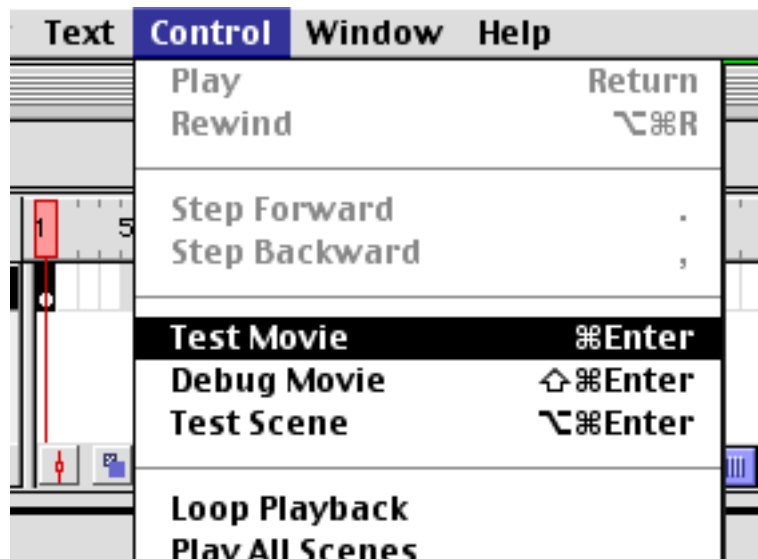 Text Control Window Help
Play Return
Rewind ⌥⌘R
1 5
Step Forward .
Step Backward ,
Test Movie ⌘Enter
Debug Movie ⇧⌘Enter
Test Scene ⌥⌘Enter
Loop Playback
Play All Scenes